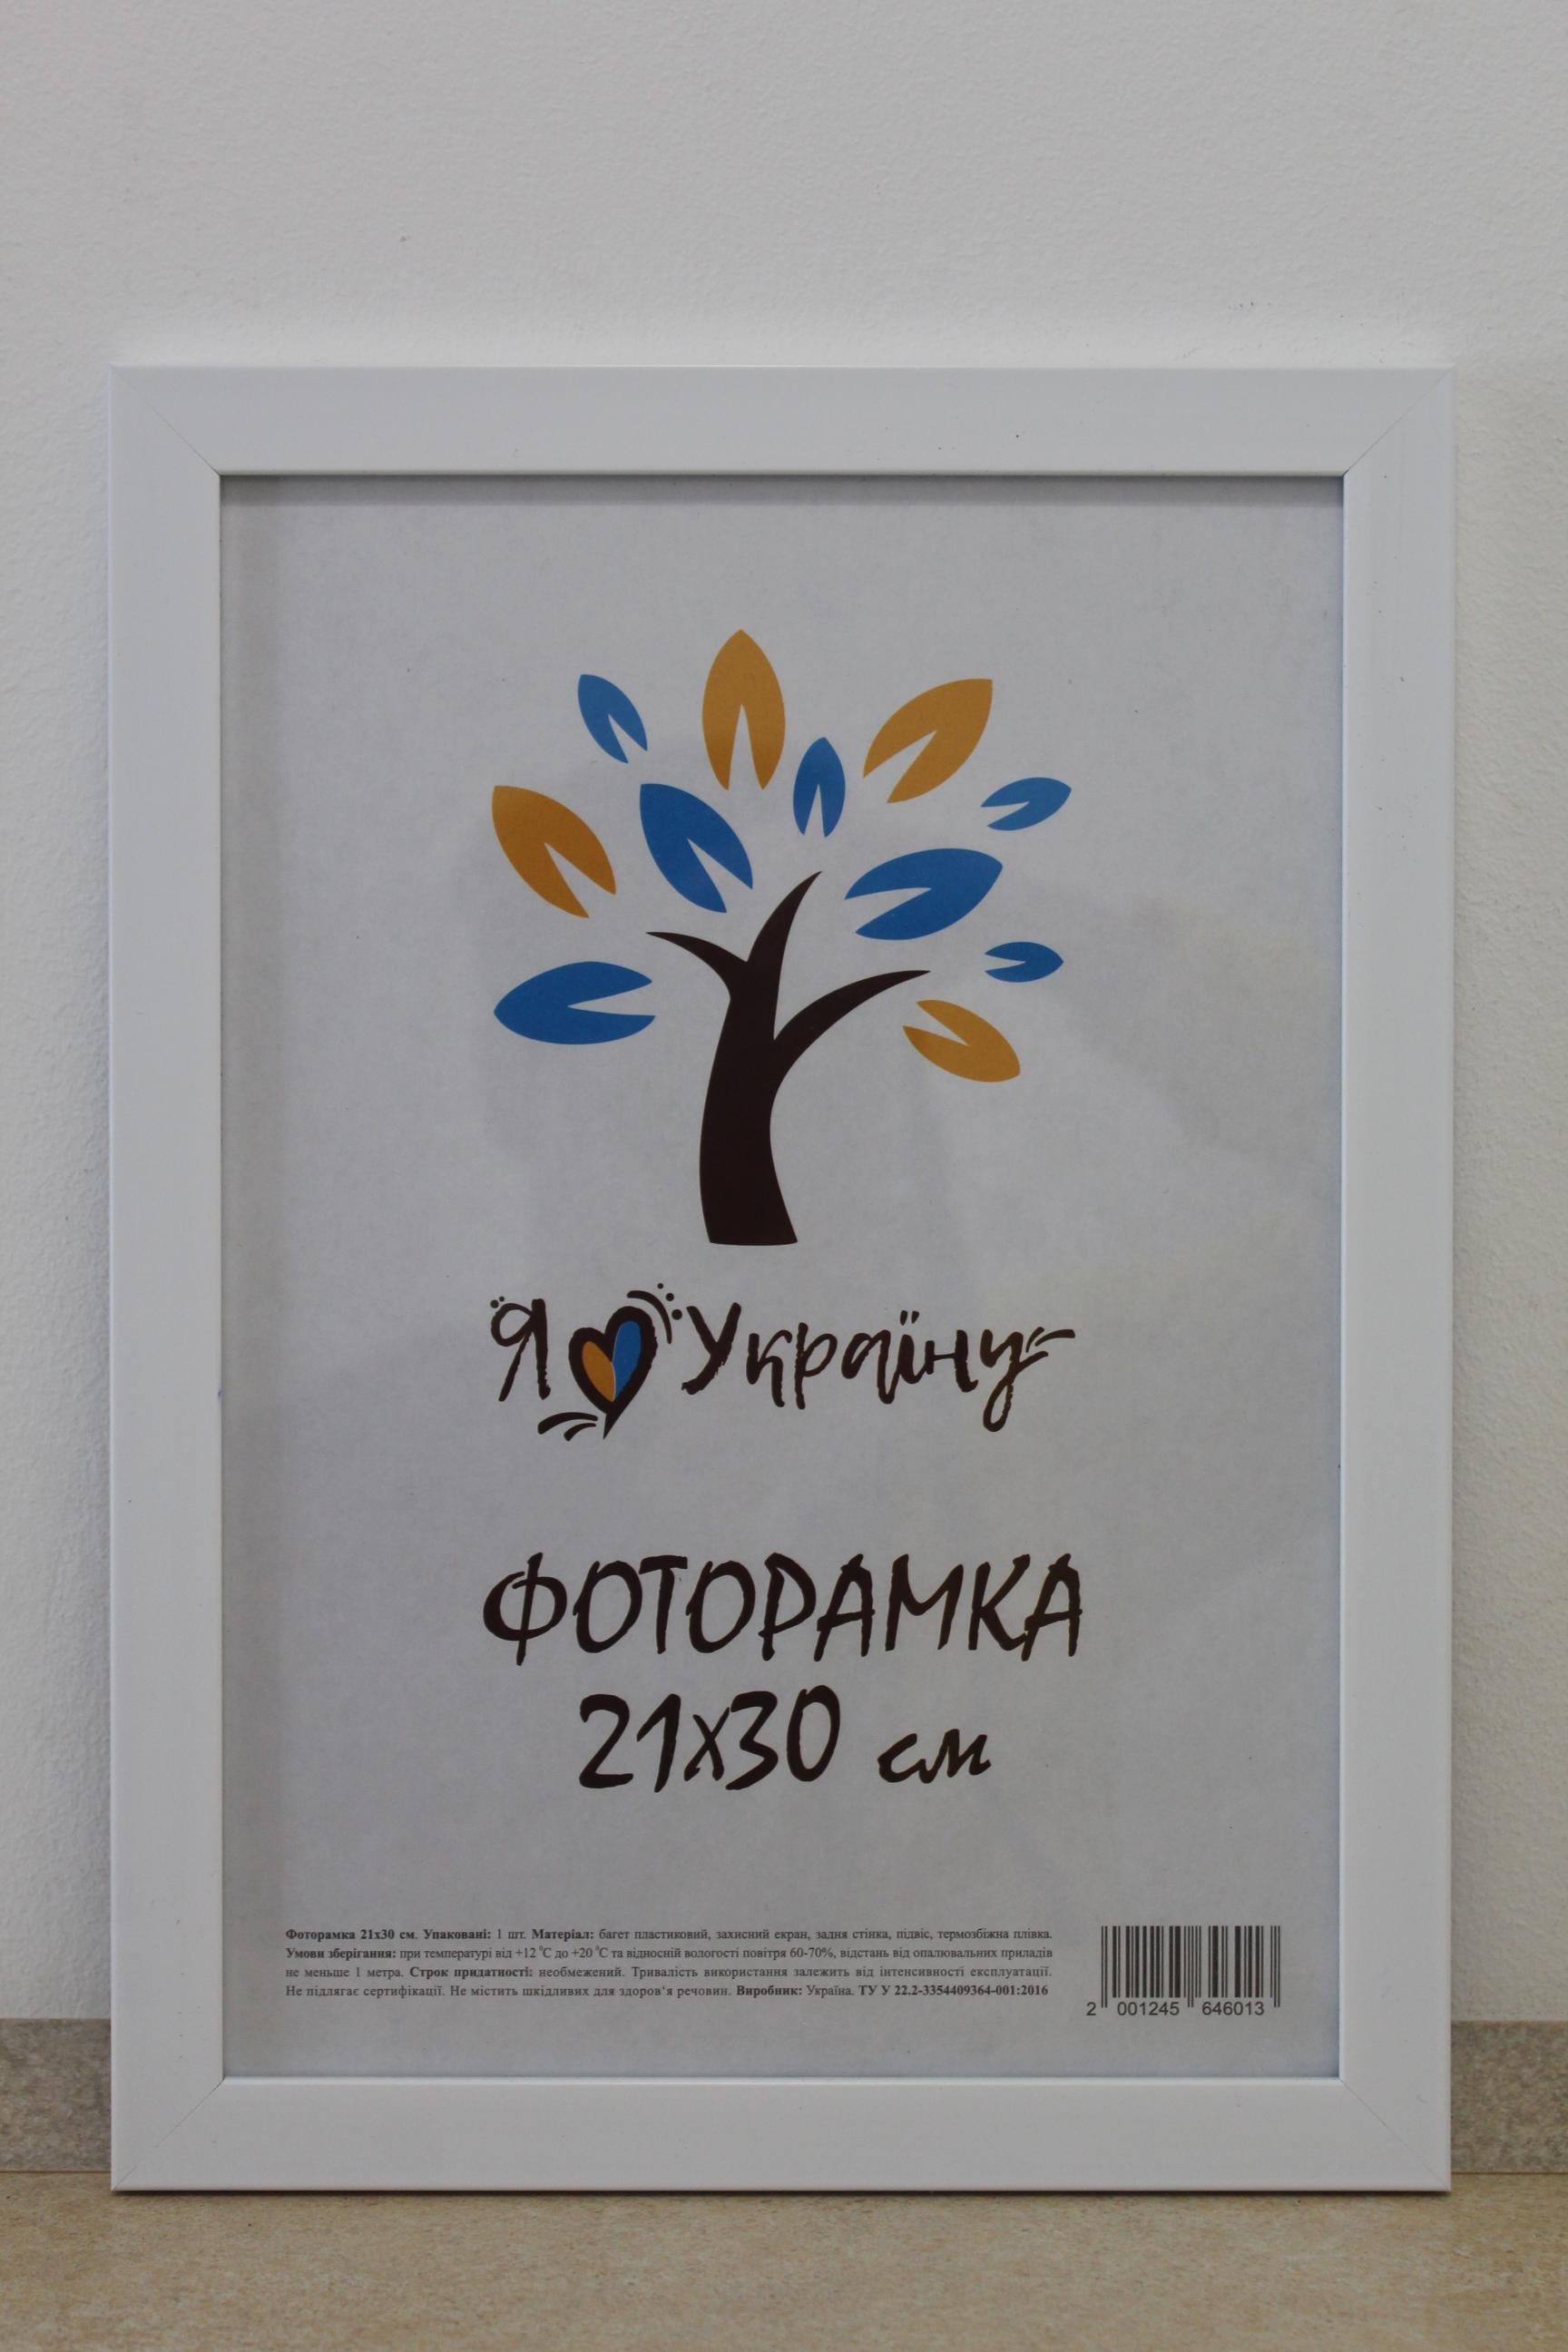 Я Україну
ФОТОРАМКА
21х30 см
Фоторамка 21х30 см. Упаковані: 1 шт. Матеріал: багет пластиковий, захисний екран, задня стінка, підвіс, термозбіжна плівка.
Умови зберігання: при температурі від +12 °С до +20 °С та відносній вологості повітря 60-70%, відстань від опалювальних приладів
не меньше 1 метра. Строк придатності: необмежений. Тривалість використання залежить від інтенсивності експлуатації.
Не підлягає сертифікації. Не містить шкідливих для здоров'я речовин. Виробник: Україна. ТУ У 22.2-3354409364-001:2016
2 001245 646013